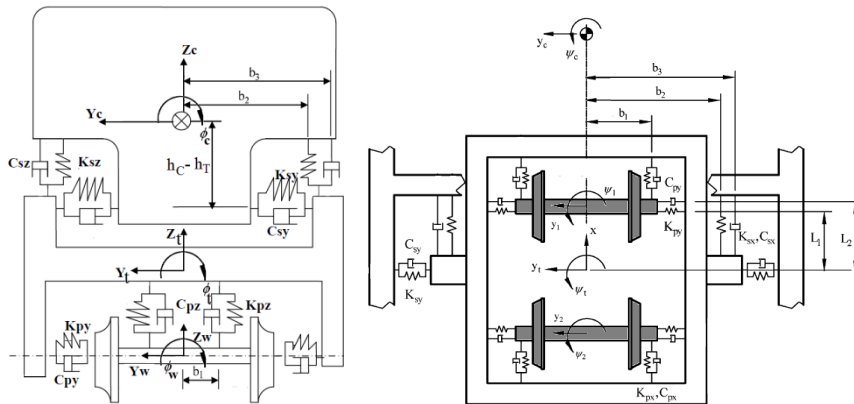 Zc
b3
b2
Yc
ϕc
Csz
Ksz
hC - hT
Ksy
Csy
Zt
Yt
ϕt
Cpz
Kpz
Kpy
Zw
Cpy
Yw
ϕw
b1
yc
ψc
b3
b2
b1
ψ1
Cpy
y1
Kpy
x
Csy
Ksy
yt
ψt
Ksx, Csx
L1
L2
y2
ψ2
Kpx, Cpx